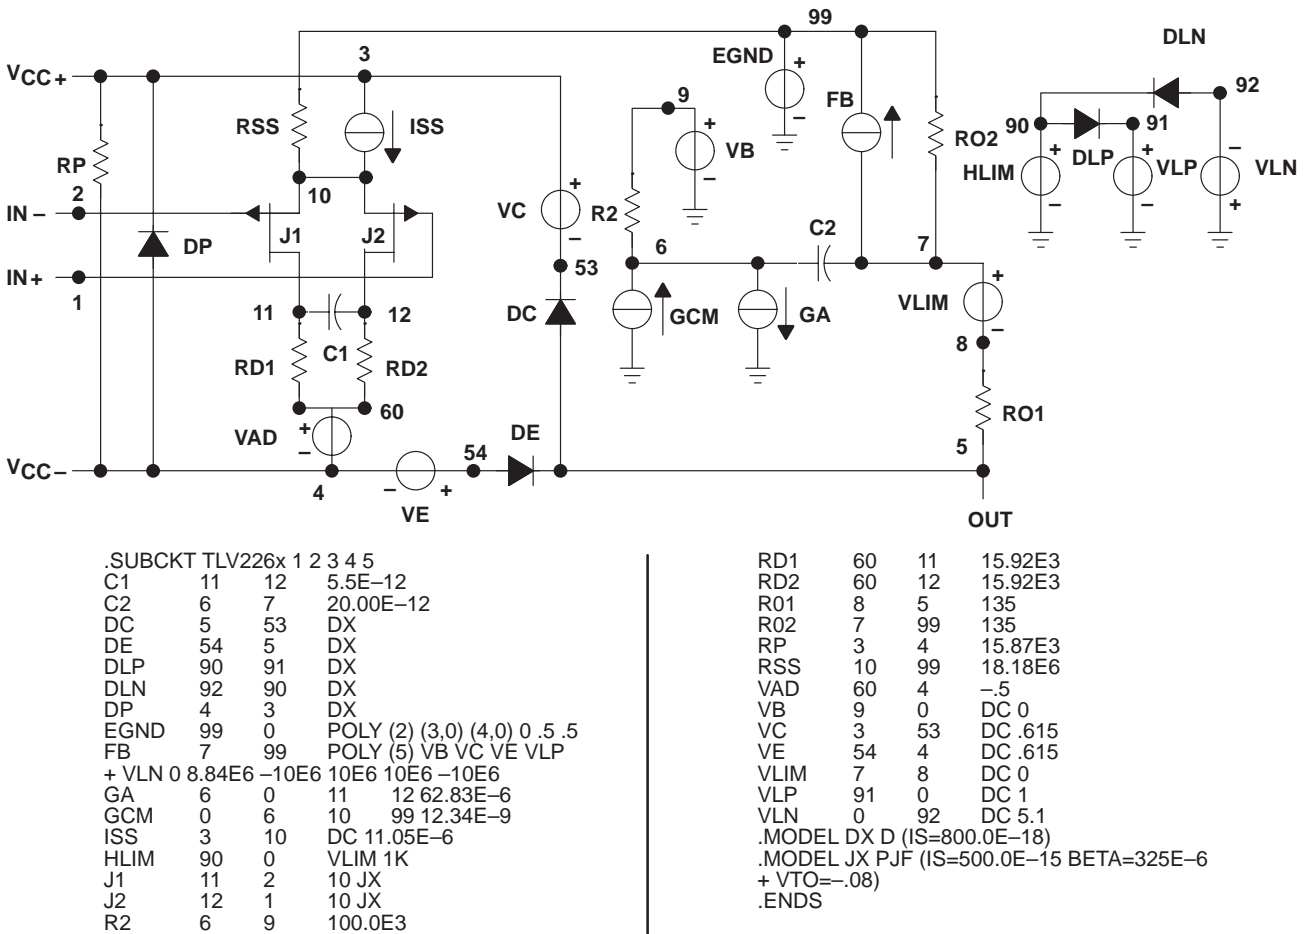 99
DLN
3
EGND
+
VCC+
9
92
FB
RSS
ISS
+
VB
–
90
91
RO2
–
RP
DLP
+
+
–
HLIM
VLP
VLN
–
–
+
2
10
+
R2
C2
IN –
VC
J1
J2
DP
–
6
7
IN+
53
1
+
GCM
GA
VLIM
DC
–
11
12
8
C1
RD1
RD2
60
RO1
VAD
+
–
DE
5
54
VCC–
4
–
+
VE
OUT
.SUBCKT TLV226x 1 2 3 4 5
C1 11 12 5.5E–12
C2 6 7 20.00E–12
DC 5 53 DX
DE 54 5 DX
DLP 90 91 DX
DLN 92 90 DX
DP 4 3 DX
EGND 99 0 POLY (2) (3,0) (4,0) 0 .5 .5
FB 7 99 POLY (5) VB VC VE VLP
+ VLN 0 8.84E6 –10E6 10E6 10E6 –10E6
GA 6 0 11 12 62.83E–6
GCM 0 6 10 99 12.34E–9
ISS 3 10 DC 11.05E–6
HLIM 90 0 VLIM 1K
J1 11 2 10 JX
J2 12 1 10 JX
R2 6 9 100.0E3
RD1 60 11 15.92E3
RD2 60 12 15.92E3
R01 8 5 135
R02 7 99 135
RP 3 4 15.87E3
RSS 10 99 18.18E6
VAD 60 4 –.5
VB 9 0 DC 0
VC 3 53 DC .615
VE 54 4 DC .615
VLIM 7 8 DC 0
VLP 91 0 DC 1
VLN 0 92 DC 5.1
.MODEL DX D (IS=800.0E–18)
.MODEL JX PJF (IS=500.0E–15 BETA=325E–6
+ VTO=–.08)
.ENDS